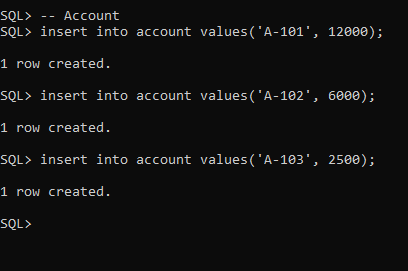 SQL> -- Account
SQL> insert into account values('A-101', 12000);
1 row created.
SQL> insert into account values('A-102', 6000);
1 row created.
SQL> insert into account values('A-103', 2500);
1 row created.
SQL>